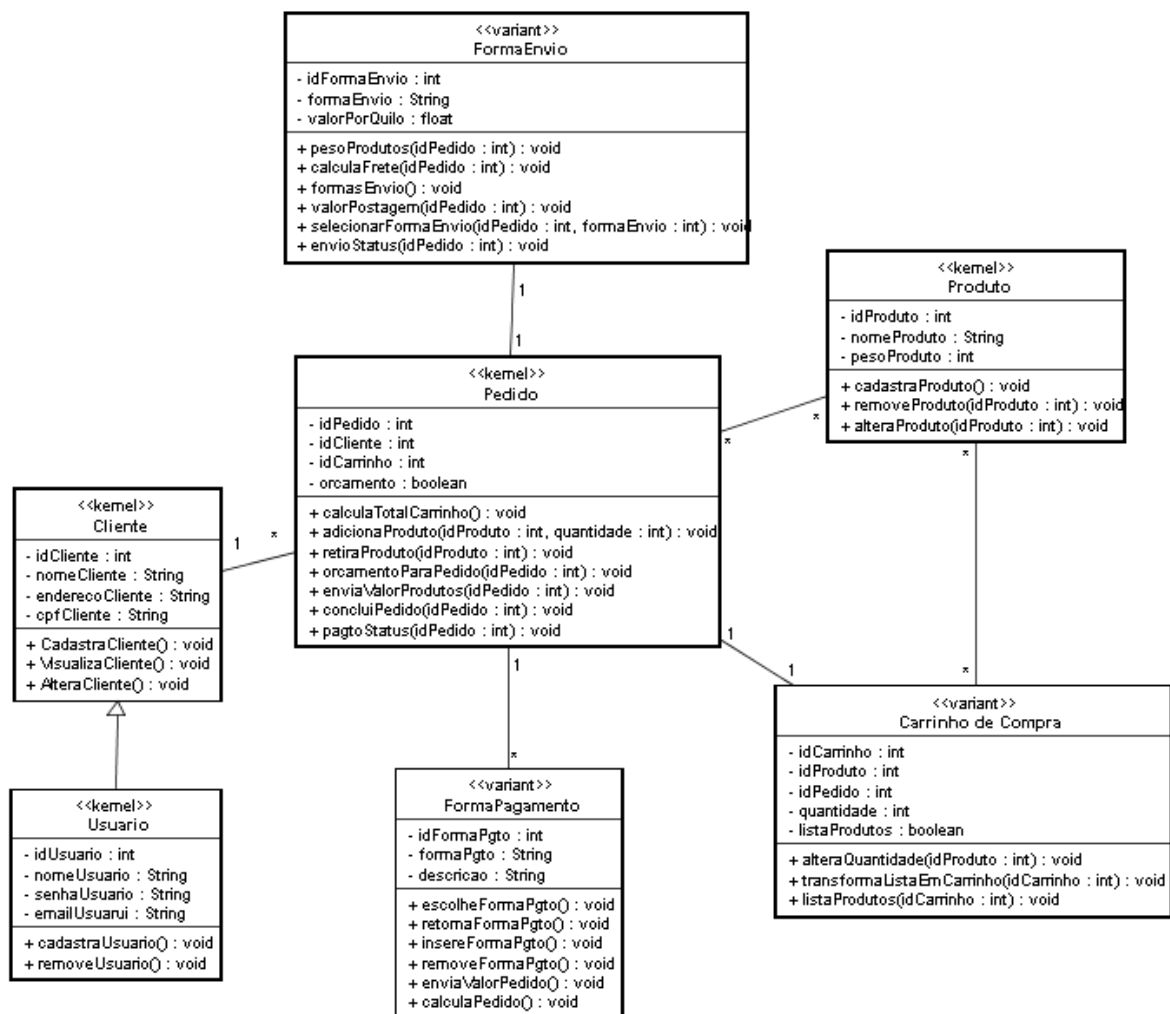 <<variant>>
FormaEnvio
- idFormaEnvio : int
- formaEnvio : String
- valorPorQuilo : float
+ pesoProdutos(idPedido : int) : void
+ calculaFrete(idPedido : int) : void
+ formasEnvio() : void
+ valorPostagem(idPedido : int) : void
+ selecionarFormaEnvio(idPedido : int, formaEnvio : int) : void
+ envioStatus(idPedido : int) : void
1
1
<<kernel>>
Produto
- idProduto : int
- nomeProduto : String
- pesoProduto : int
+ cadastraProduto() : void
+ removeProduto(idProduto : int) : void
+ alteraProduto(idProduto : int) : void
*
*
*
*
<<kernel>>
Pedido
- idPedido : int
- idCliente : int
- idCarrinho : int
- orcamento : boolean
+ calculaTotalCarrinho() : void
+ adicionaProduto(idProduto : int, quantidade : int) : void
+ retiraProduto(idProduto : int) : void
+ orcamentoParaPedido(idPedido : int) : void
+ enviaValorProdutos(idPedido : int) : void
+ concluiPedido(idPedido : int) : void
+ pagtoStatus(idPedido : int) : void
1
*
1
1
1
*
<<kernel>>
Cliente
- idCliente : int
- nomeCliente : String
- enderecoCliente : String
- cpfCliente : String
+ CadastraCliente() : void
+ VisualizaCliente() : void
+ AlteraCliente() : void
<<kernel>>
Usuario
- idUsuario : int
- nomeUsuario : String
- senhaUsuario : String
- emailUsuarui : String
+ cadastraUsuario() : void
+ removeUsuario() : void
<<variant>>
FormaPagamento
- idFormaPgto : int
- formaPgto : String
- descricao : String
+ escolheFormaPgto() : void
+ retornaFormaPgto() : void
+ insereFormaPgto() : void
+ removeFormaPgto() : void
+ enviaValorPedido() : void
+ calculaPedido() : void
<<variant>>
Carrinho de Compra
- idCarrinho : int
- idProduto : int
- idPedido : int
- quantidade : int
- listaProdutos : boolean
+ alteraQuantidade(idProduto : int) : void
+ transformaListaEmCarrinho(idCarrinho : int) : void
+ listaProdutos(idCarrinho : int) : void